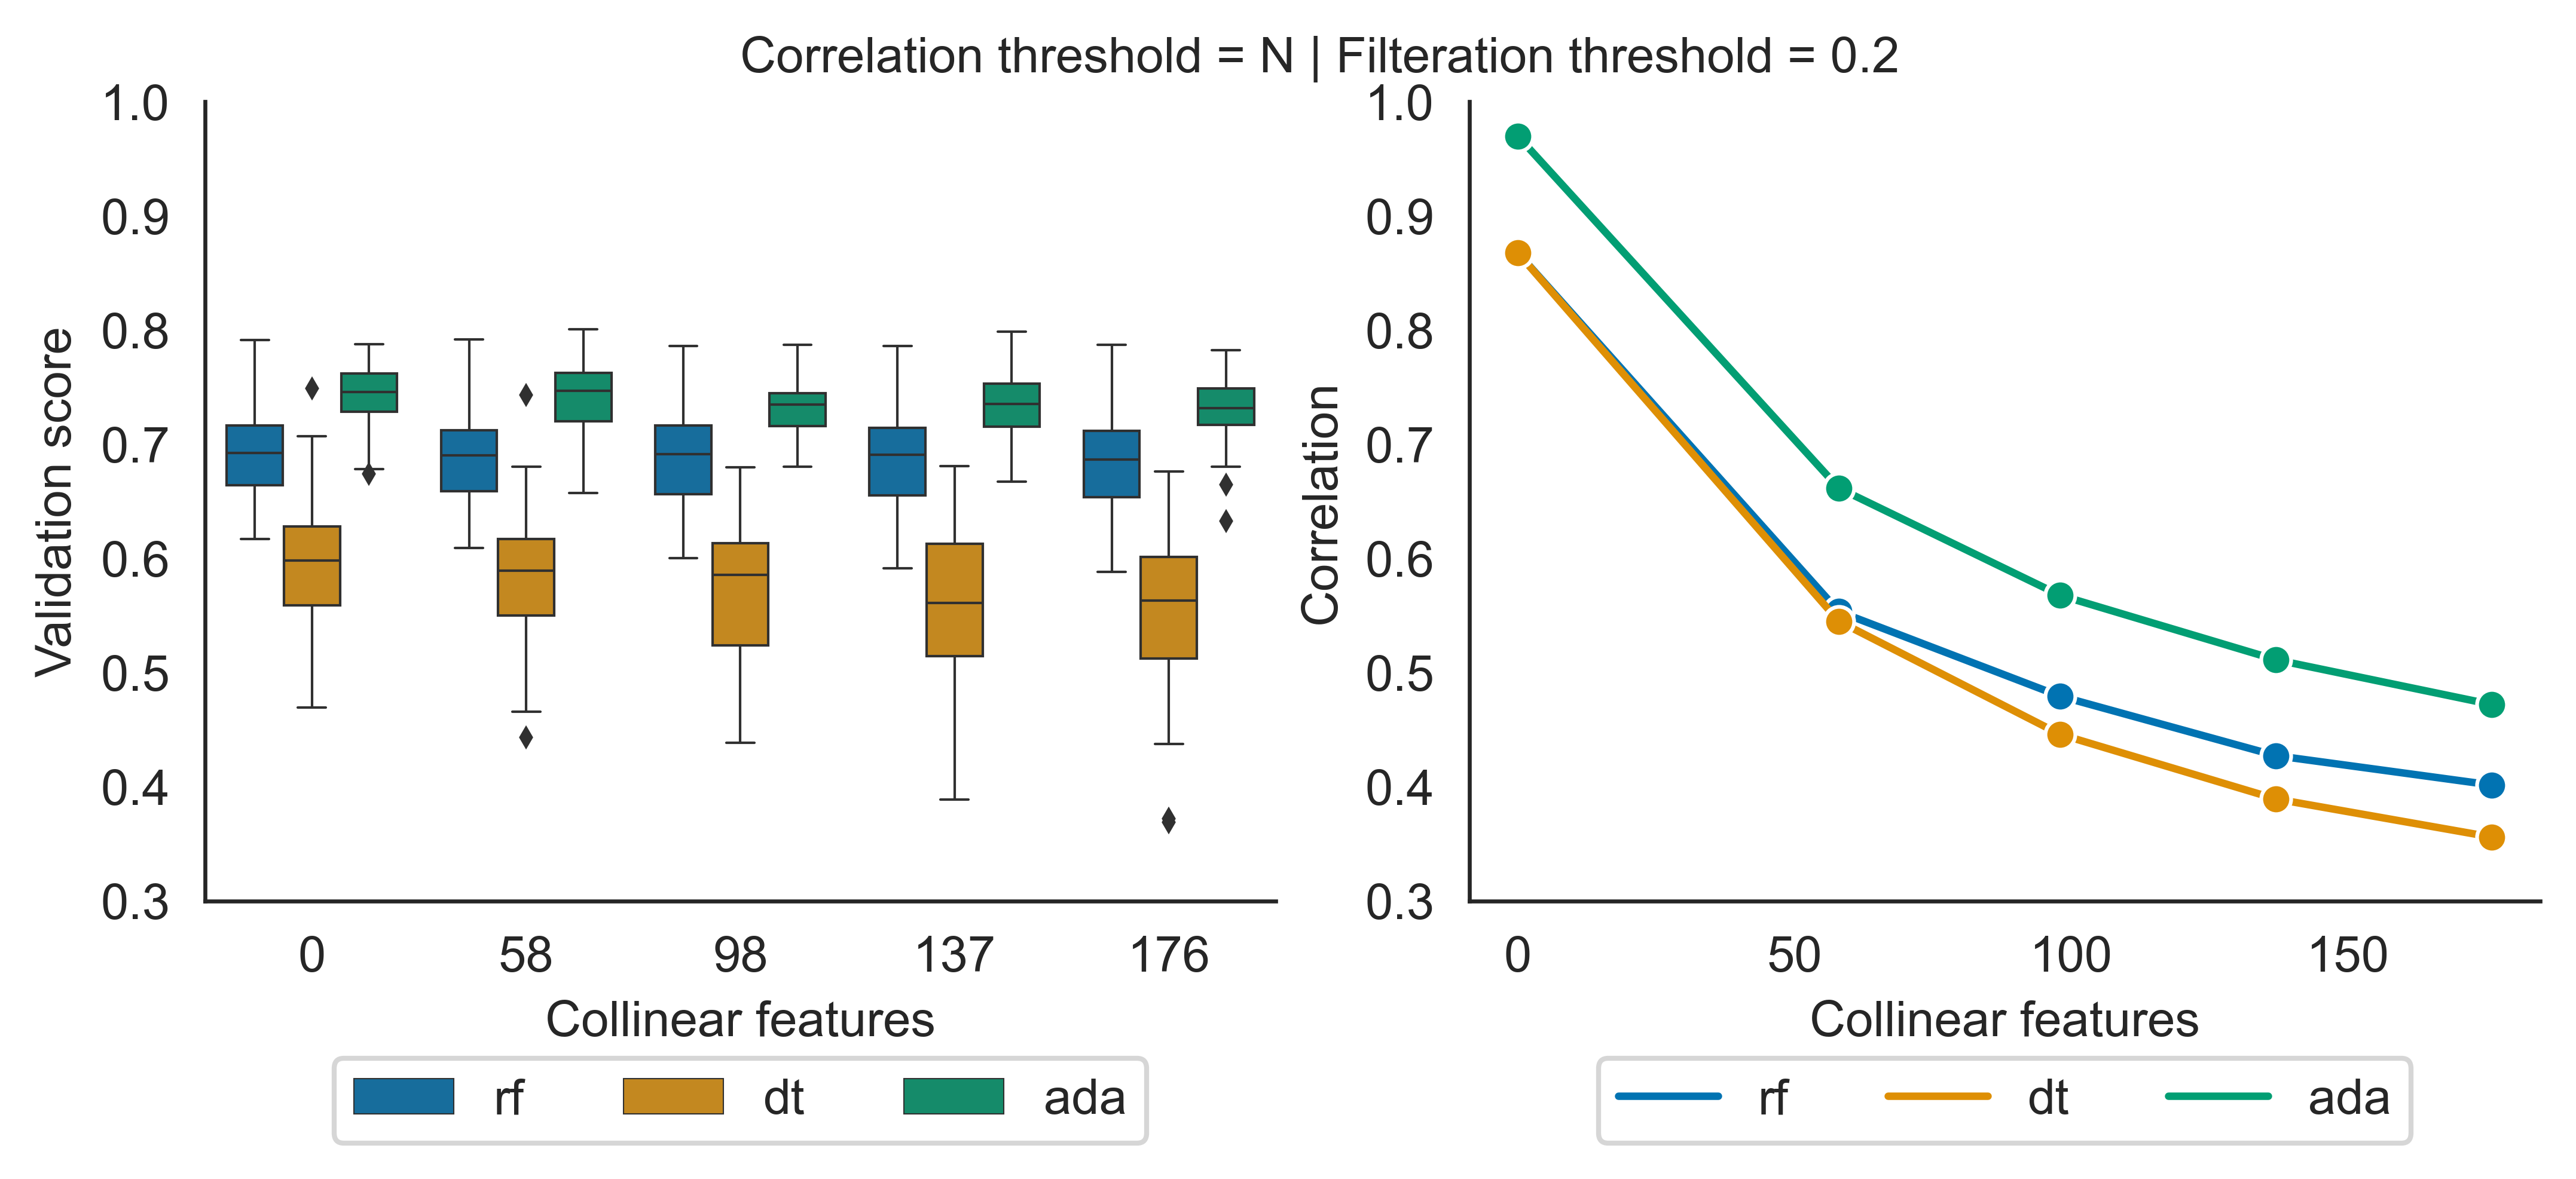 Correlation threshold = N | Filteration threshold = 0.2
1.0
0.9
0.8
0.7
0.6
0.5
0.4
0.3
Validation score
0 58 98 137 176
Collinear features
rf dt ada
1.0
0.9
0.8
0.7
0.6
0.5
0.4
0.3
Correlation
0 50 100 150
Collinear features
rf dt ada